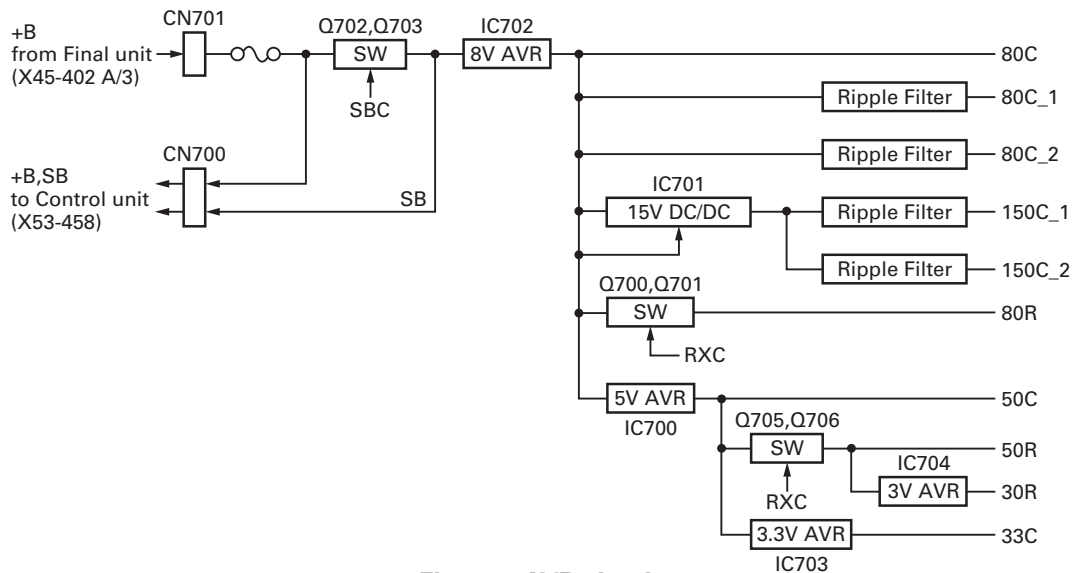 CN701
+B
from Final unit
(X45-402 A/3)
Q702,Q703
SW
SBC
IC702
8V AVR
80C
Ripple Filter
80C_1
Ripple Filter
80C_2
CN700
+B,SB
to Control unit
(X53-458)
SB
IC701
15V DC/DC
Ripple Filter
150C_1
Ripple Filter
150C_2
Q700,Q701
SW
80R
RXC
5V AVR
IC700
50C
Q705,Q706
SW
50R
RXC
IC704
3V AVR
30R
3.3V AVR
33C
IC703